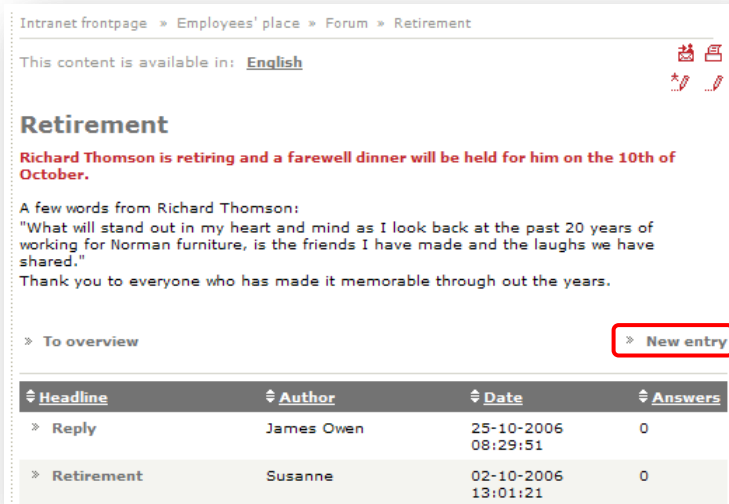 Intranet frontpage » Employees' place » Forum » Retirement
This content is available in: English
Retirement
Richard Thomson is retiring and a farewell dinner will be held for him on the 10th of
October.
A few words from Richard Thomson:
"What will stand out in my heart and mind as I look back at the past 20 years of
working for Norman furniture, is the friends I have made and the laughs we have
shared."
Thank you to everyone who has made it memorable through out the years.
» To overview » New entry
Headline Author Date Answers
» Reply James Owen 25-10-2006 0
08:29:51
» Retirement Susanne 02-10-2006 0
13:01:21